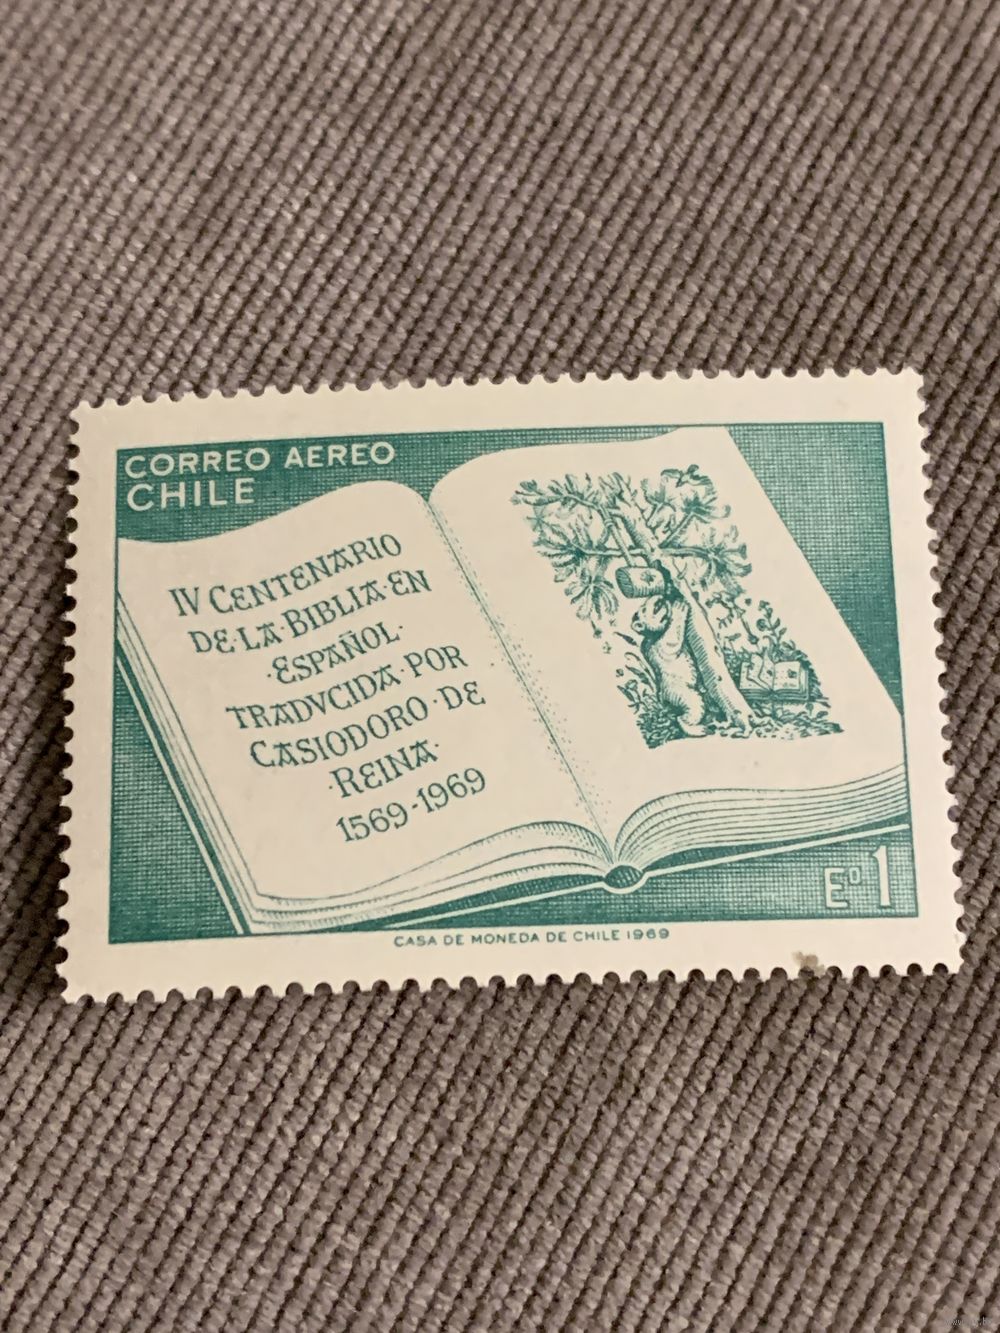 CORREO AEREO
CHILE
IV CENTENARIO
DE·LA·BIBLIA·EN
·ESPAÑOL·
TRADVCIDA·POR
CASIODORO·DE
·REINA·
1569-1969
Eº1
CASA DE MONEDA DE CHILE 1969